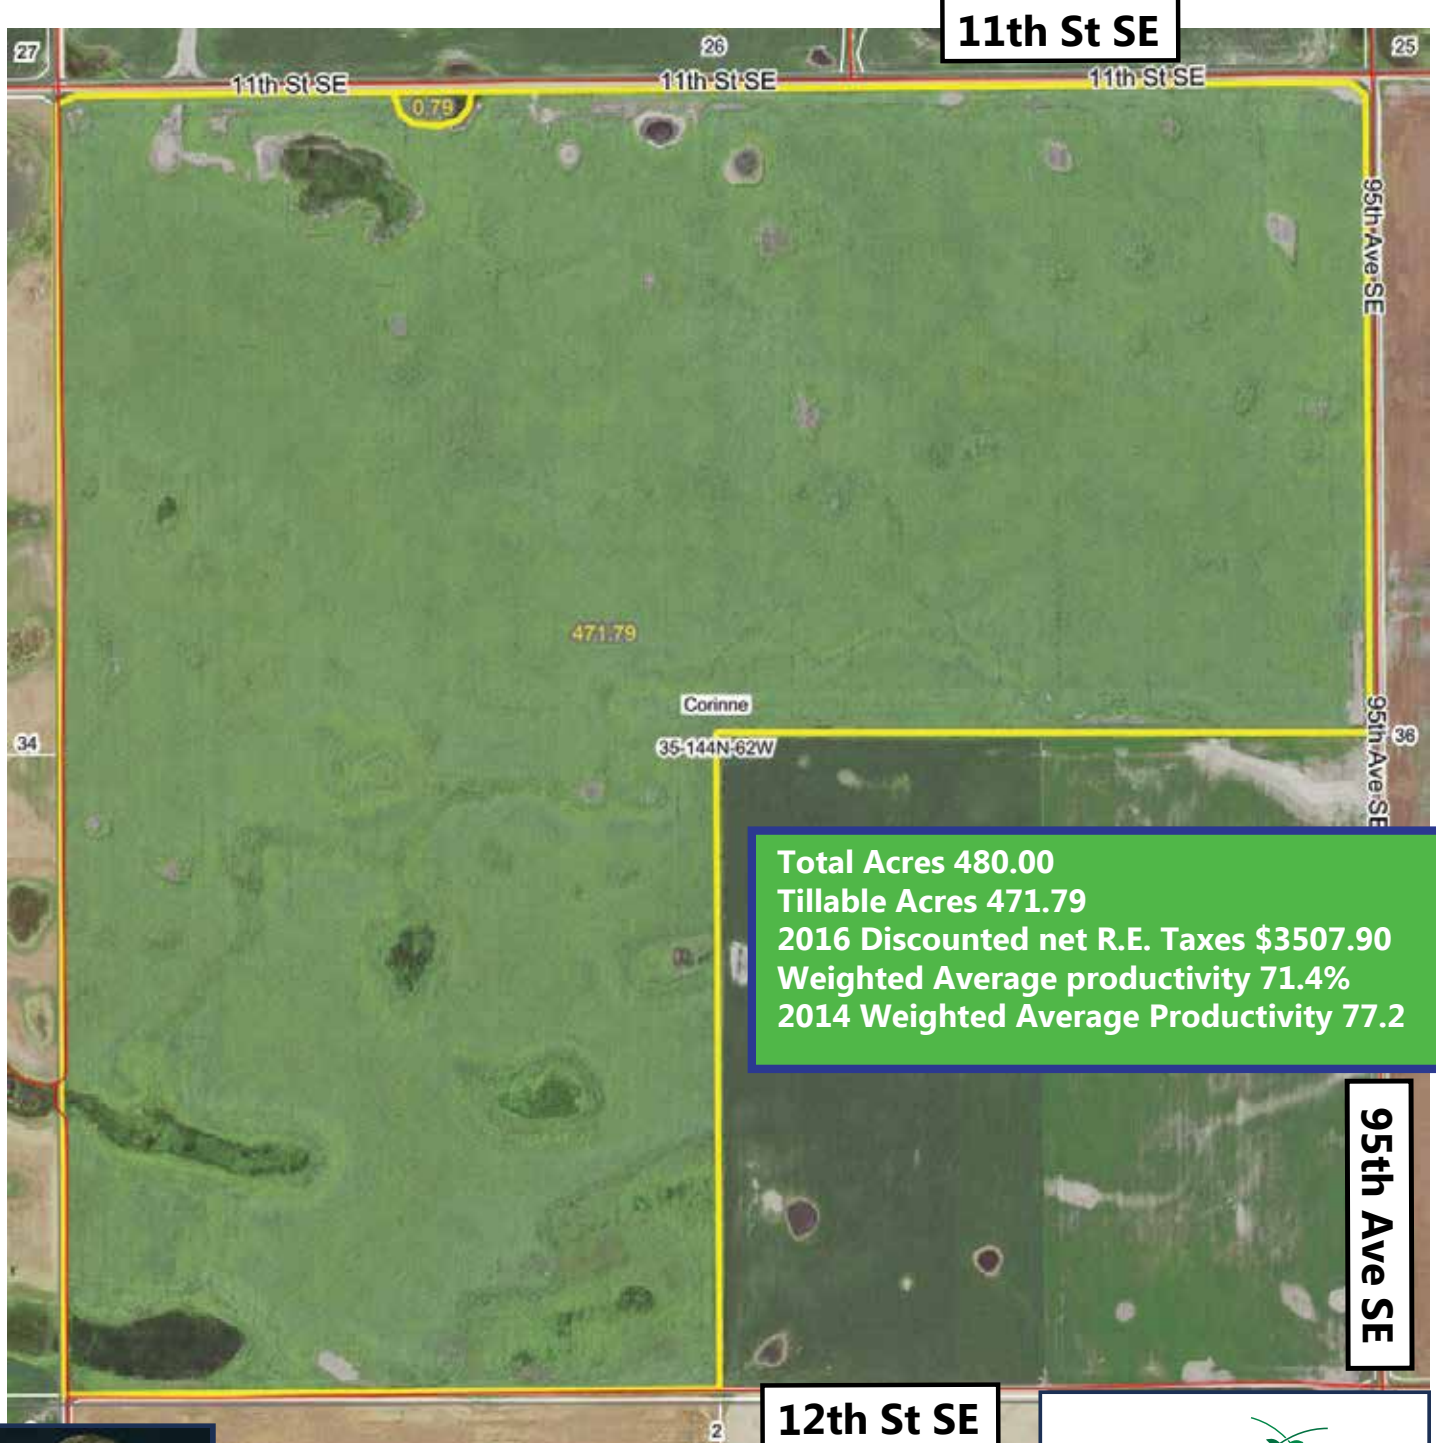 11th St SE
27
26
25
11th St SE
11th St SE
11th St SE
0.79
95th Ave SE
471.79
Corinne
35-144N-62W
34
36
95th Ave SE
Total Acres 480.00
Tillable Acres 471.79
2016 Discounted net R.E. Taxes $3507.90
Weighted Average productivity 71.4%
2014 Weighted Average Productivity 77.2
95th Ave SE
12th St SE
2